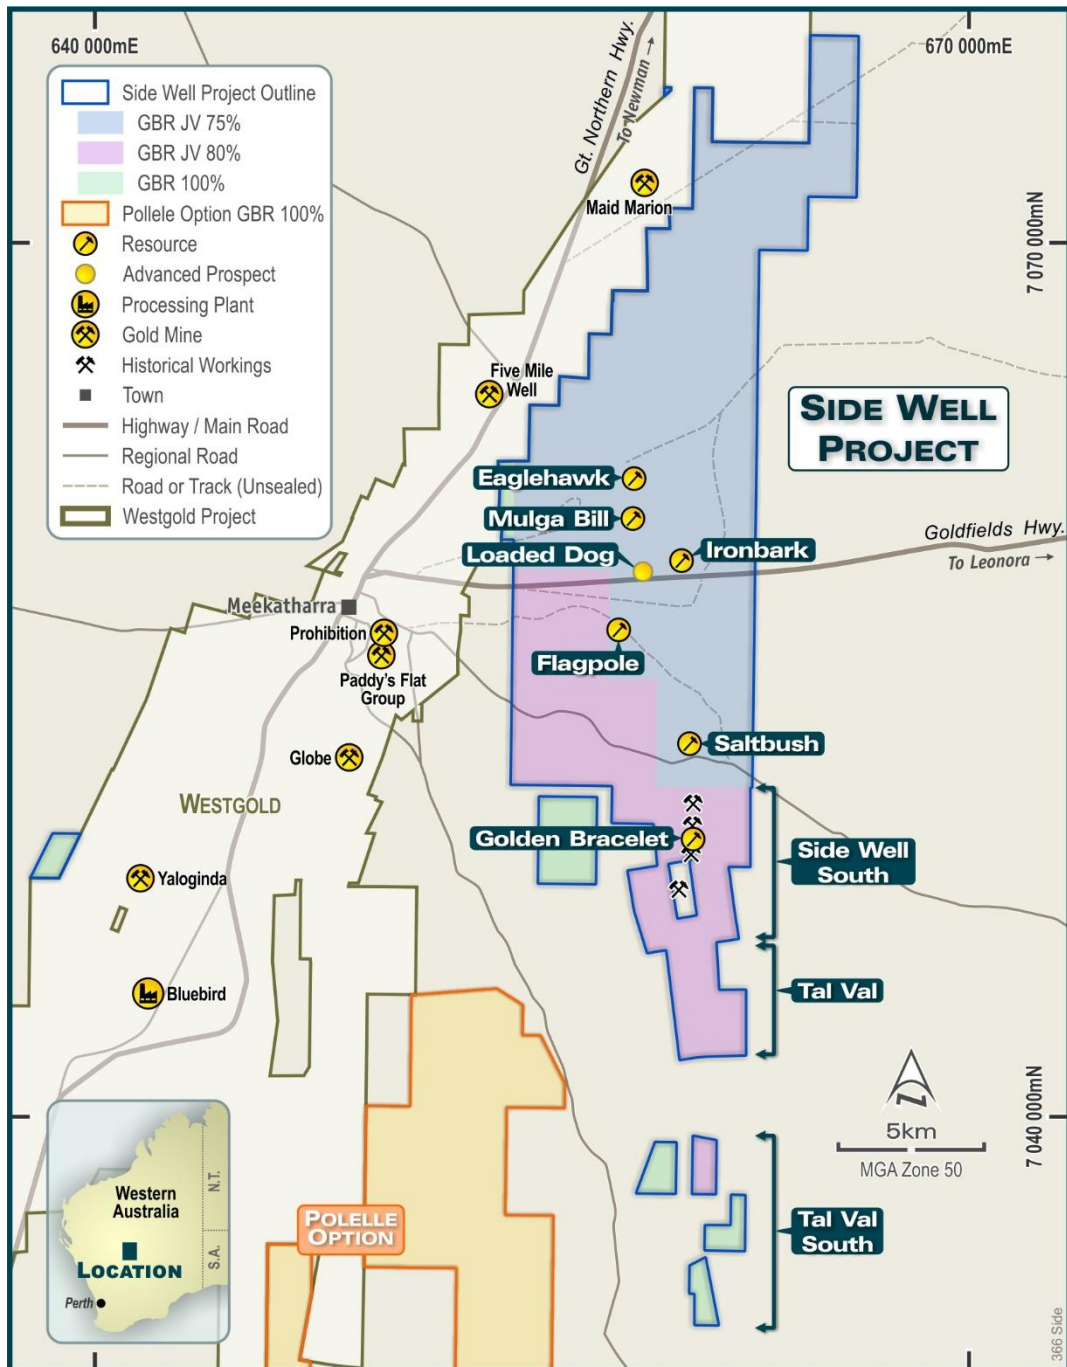 640 000mE
670 000mE
Side Well Project Outline
GBR JV 75%
GBR JV 80%
GBR 100%
Pollele Option GBR 100%
Resource
Advanced Prospect
Processing Plant
Gold Mine
Historical Workings
Town
Highway / Main Road
Regional Road
Road or Track (Unsealed)
Westgold Project
Gt. Northern Hwy.
To Newman →
Maid Marion
7 070 000mN
Five Mile
Well
SIDE WELL
PROJECT
Eaglehawk
Mulga Bill
Loaded Dog
Ironbark
Goldfields Hwy.
To Leonora →
Meekatharra
Prohibition
Paddy's Flat
Group
Flagpole
Saltbush
Globe
WESTGOLD
Golden Bracelet
Side Well
South
Yaloginda
Bluebird
Tal Val
N
5km
MGA Zone 50
7 040 000mN
Western
Australia
N.T.
S.A.
LOCATION
Perth
POLELLE
OPTION
Tal Val
South
366 Side